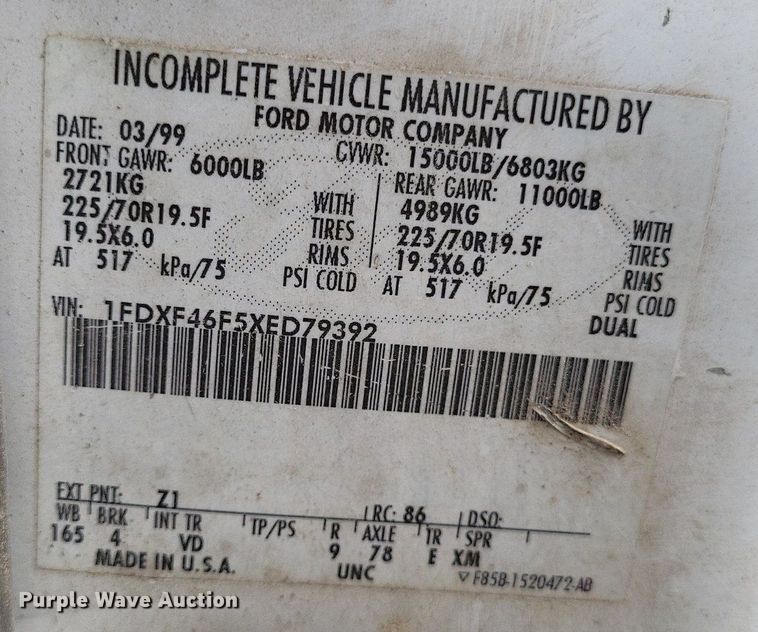 INCOMPLETE VEHICLE MANUFACTURED BY
FORD MOTOR COMPANY
DATE: 03/99 GVWR: 15000LB/6803KG
FRONT GAWR: 6000LB REAR GAWR: 11000LB
2721KG WITH 4989KG WITH
225/70R19.5F TIRES 225/70R19.5F TIRES
19.5X6.0 RIMS 19.5X6.0 RIMS
AT 517 kPa/75 PSI COLD AT 517 kPa/75 PSI COLD
DUAL
VIN: 1FDXF46F5XED79392
EXT PNT: Z1 LRC: 86 DSO:
WB BRK INT TR TP/PS R AXLE TR SPR
165 4 VD 9 78 E XM
MADE IN U.S.A. UNC F85B-1520472-AB
Purple Wave Auction